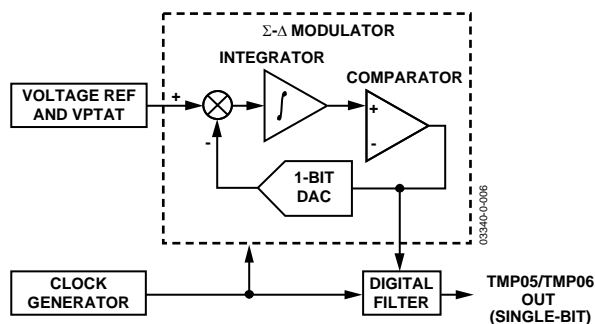 Σ-Δ MODULATOR
INTEGRATOR
COMPARATOR
VOLTAGE REF
AND VPTAT
+
-
∫
+
-
1-BIT
DAC
03340-0-006
CLOCK
GENERATOR
DIGITAL
FILTER
TMP05/TMP06
OUT
(SINGLE-BIT)